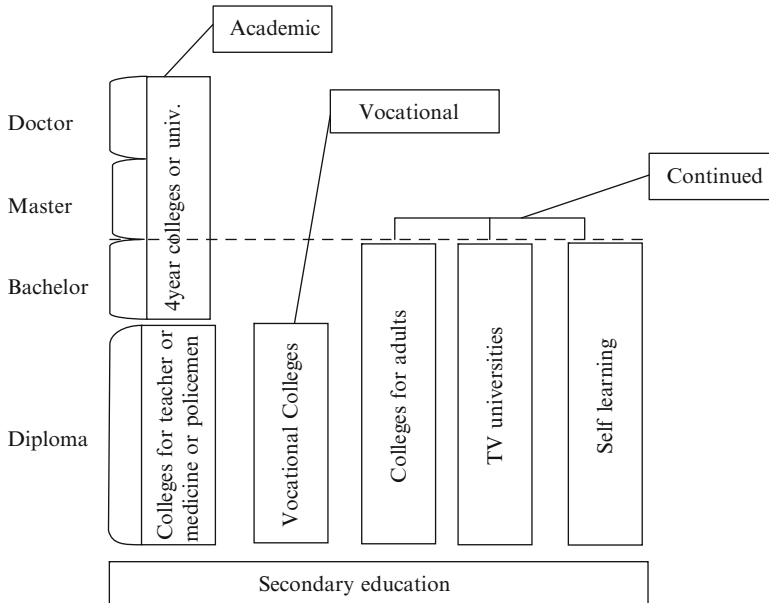 Academic
Doctor
4year colleges or univ.
Vocational
Master
Continued
Bachelor
Colleges for teacher or
medicine or policemen
Vocational Colleges
Colleges for adults
TV universities
Self learning
Diploma
Secondary education